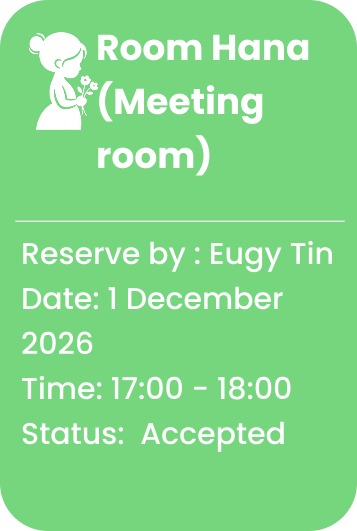 Room Hana
(Meeting
room)
Reserve by : Eugy Tin
Date: 1 December
2026
Time: 17:00 - 18:00
Status:  Accepted